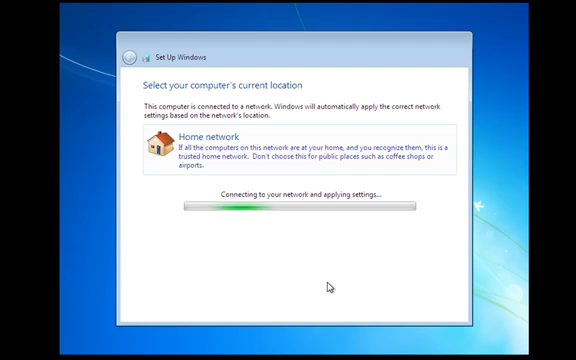 Set Up Windows
Select your computer's current location
This computer is connected to a network. Windows will automatically apply the correct network
settings based on the network's location.
Home network
If all the computers on this network are at your home, and you recognize them, this is a
trusted home network. Don't choose this for public places such as coffee shops or
airports.
Connecting to your network and applying settings...